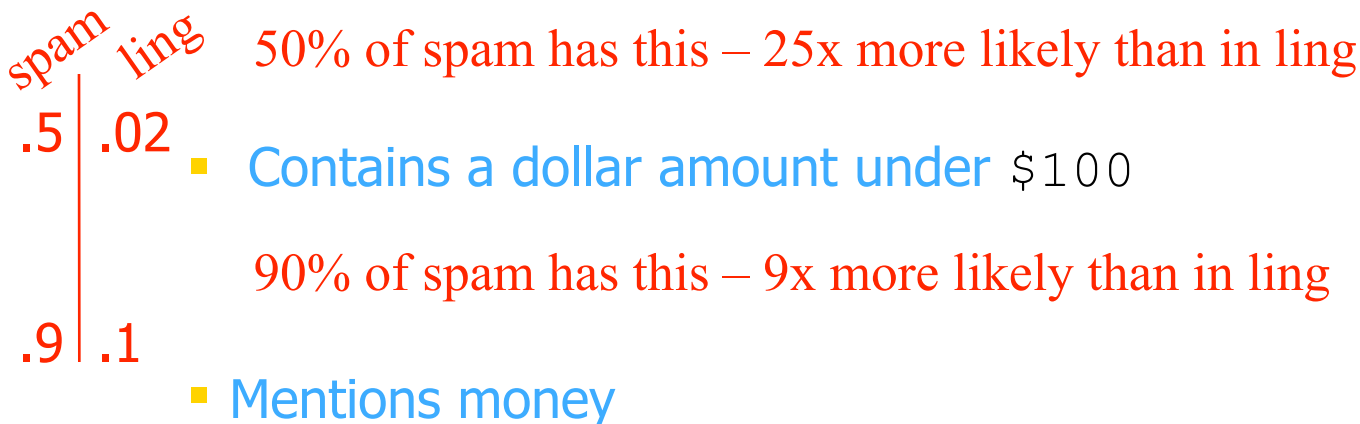 spam ling
50% of spam has this – 25x more likely than in ling
.5 .02
Contains a dollar amount under $100
90% of spam has this – 9x more likely than in ling
.9 .1
Mentions money